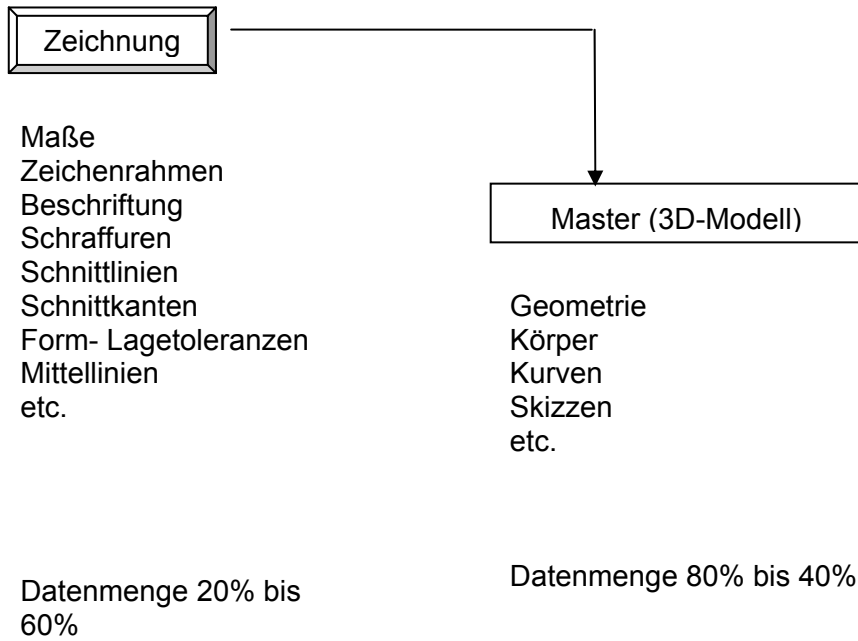 Zeichnung
Maße
Zeichenrahmen
Beschriftung
Schraffuren
Schnittlinien
Schnittkanten
Form- Lagetoleranzen
Mittellinien
etc.
Datenmenge 20% bis
60%
Master (3D-Modell)
Geometrie
Körper
Kurven
Skizzen
etc.
Datenmenge 80% bis 40%